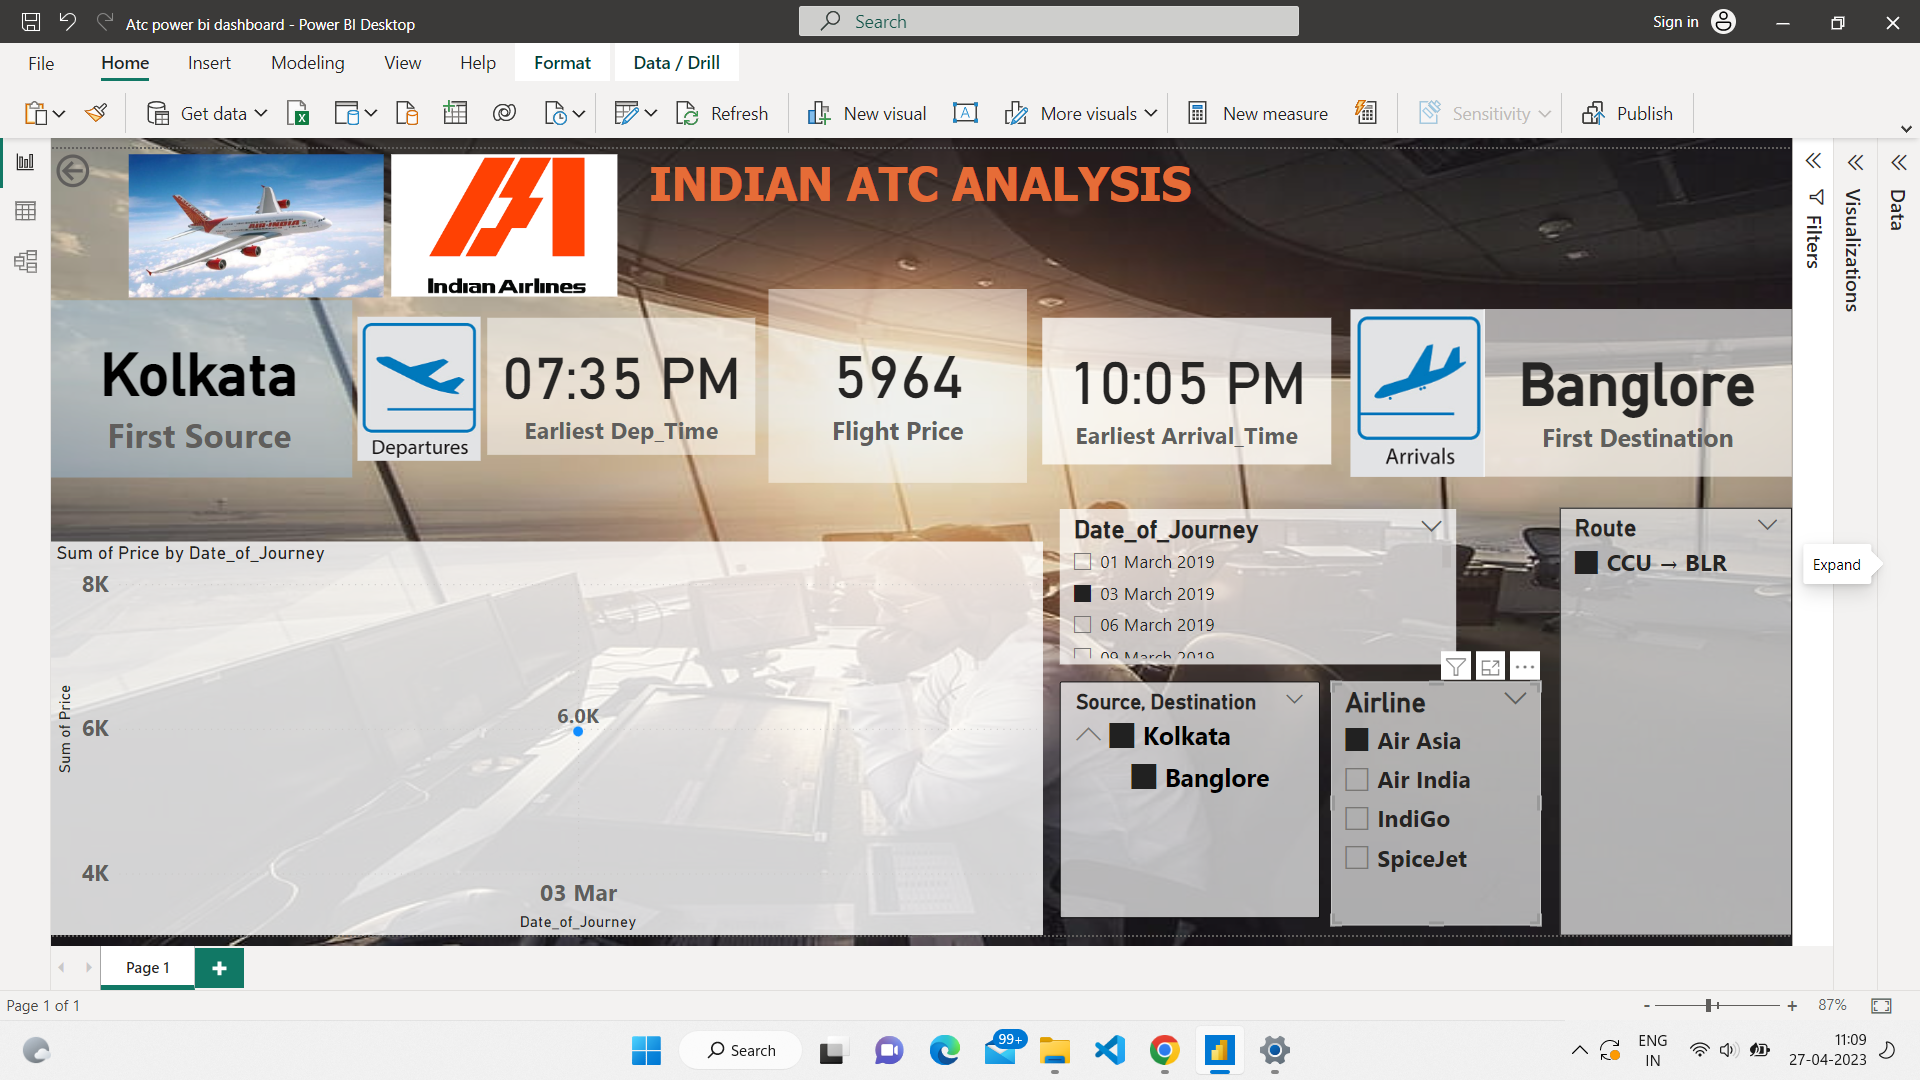 Atc power bi dashboard - Power BI Desktop
Search
Sign in
File Home Insert Modeling View Help Format Data / Drill
Get data Refresh New visual More visuals New measure Sensitivity Publish
INDIAN ATC ANALYSIS
AIR-INDIA
Indian Airlines
Filters
Visualizations
Data
Kolkata
First Source
Departures
07:35 PM
Earliest Dep_Time
5964
Flight Price
10:05 PM
Earliest Arrival_Time
Arrivals
Banglore
First Destination
Sum of Price by Date_of_Journey
8K
6K
4K
Sum of Price
6.0K
03 Mar
Date_of_Journey
Date_of_Journey
01 March 2019
03 March 2019
06 March 2019
09 March 2019
Source, Destination
Kolkata
Banglore
Airline
Air Asia
Air India
IndiGo
SpiceJet
Route
CCU → BLR
Expand
Page 1
Page 1 of 1
- + 87%
Search
99+
ENG
IN
11:09
27-04-2023